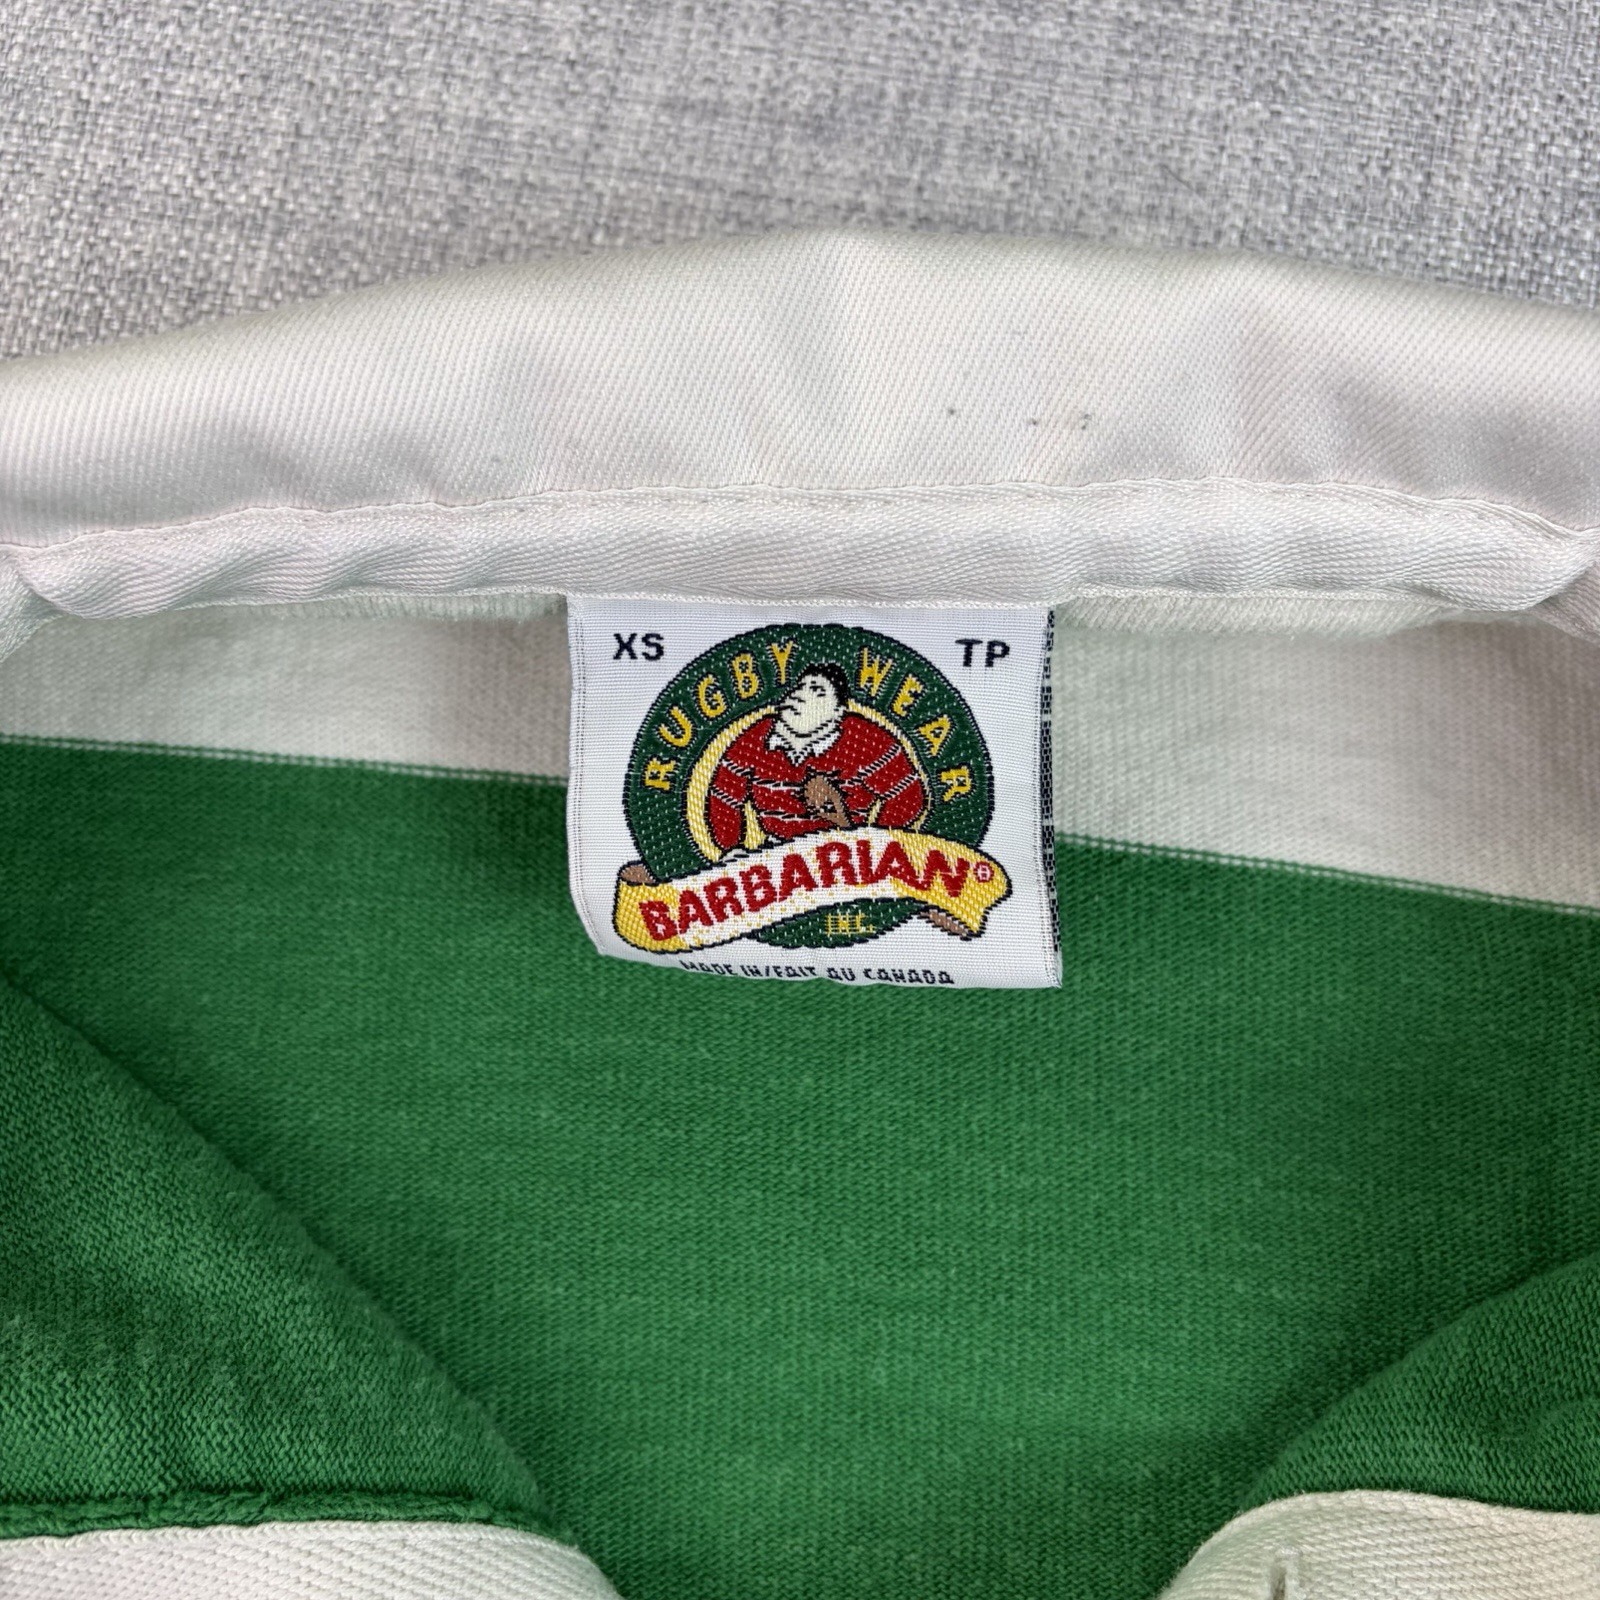 XS TP
RUGBY WEAR
BARBARIAN®
INC.
MADE IN/FAIT AU CANADA